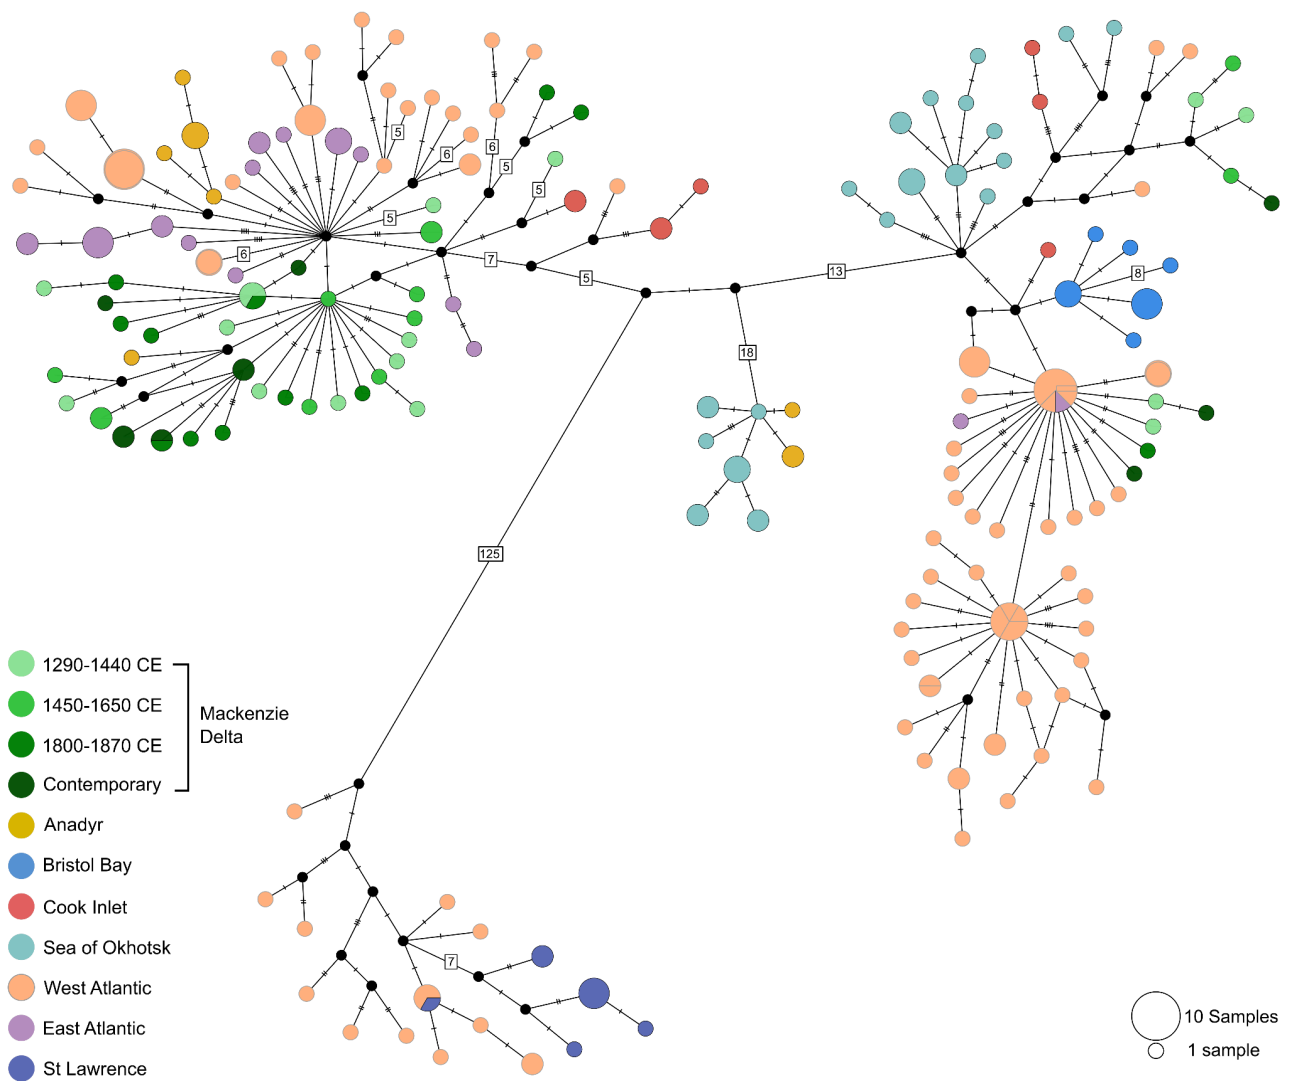 5
6
6
5
5
5
6
7
5
13
8
18
125
1290-1440 CE
1450-1650 CE
Mackenzie
Delta
1800-1870 CE
Contemporary
Anadyr
Bristol Bay
Cook Inlet
Sea of Okhotsk
7
West Atlantic
10 Samples
East Atlantic
1 sample
St Lawrence